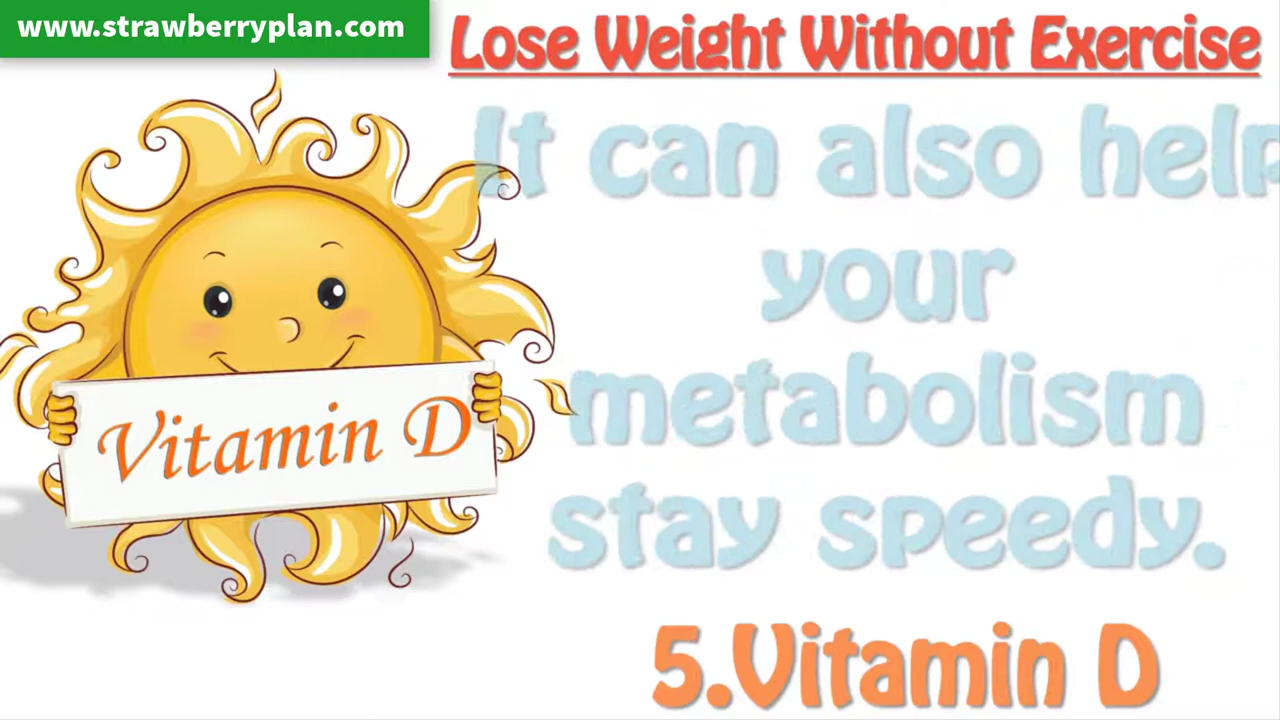 www.strawberryplan.com
Lose Weight Without Exercise
It can also help
your
metabolism
stay speedy.
Vitamin D
5.Vitamin D